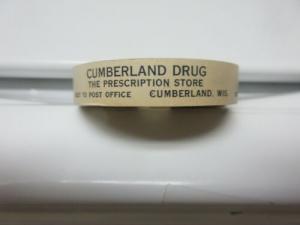 CUMBERLAND DRUG
THE PRESCRIPTION STORE
TO POST OFFICE CUMBERLAND, WIS.